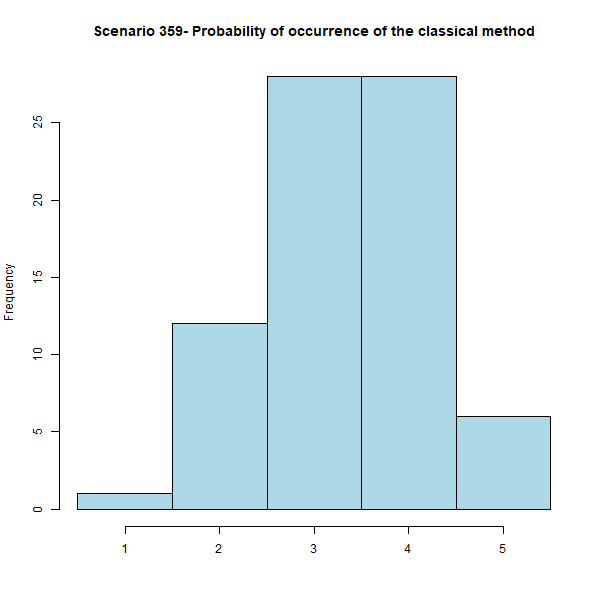 Scenario 359- Probability of occurrence of the classical method
25
20
15
10
5
0
Frequency
1 2 3 4 5